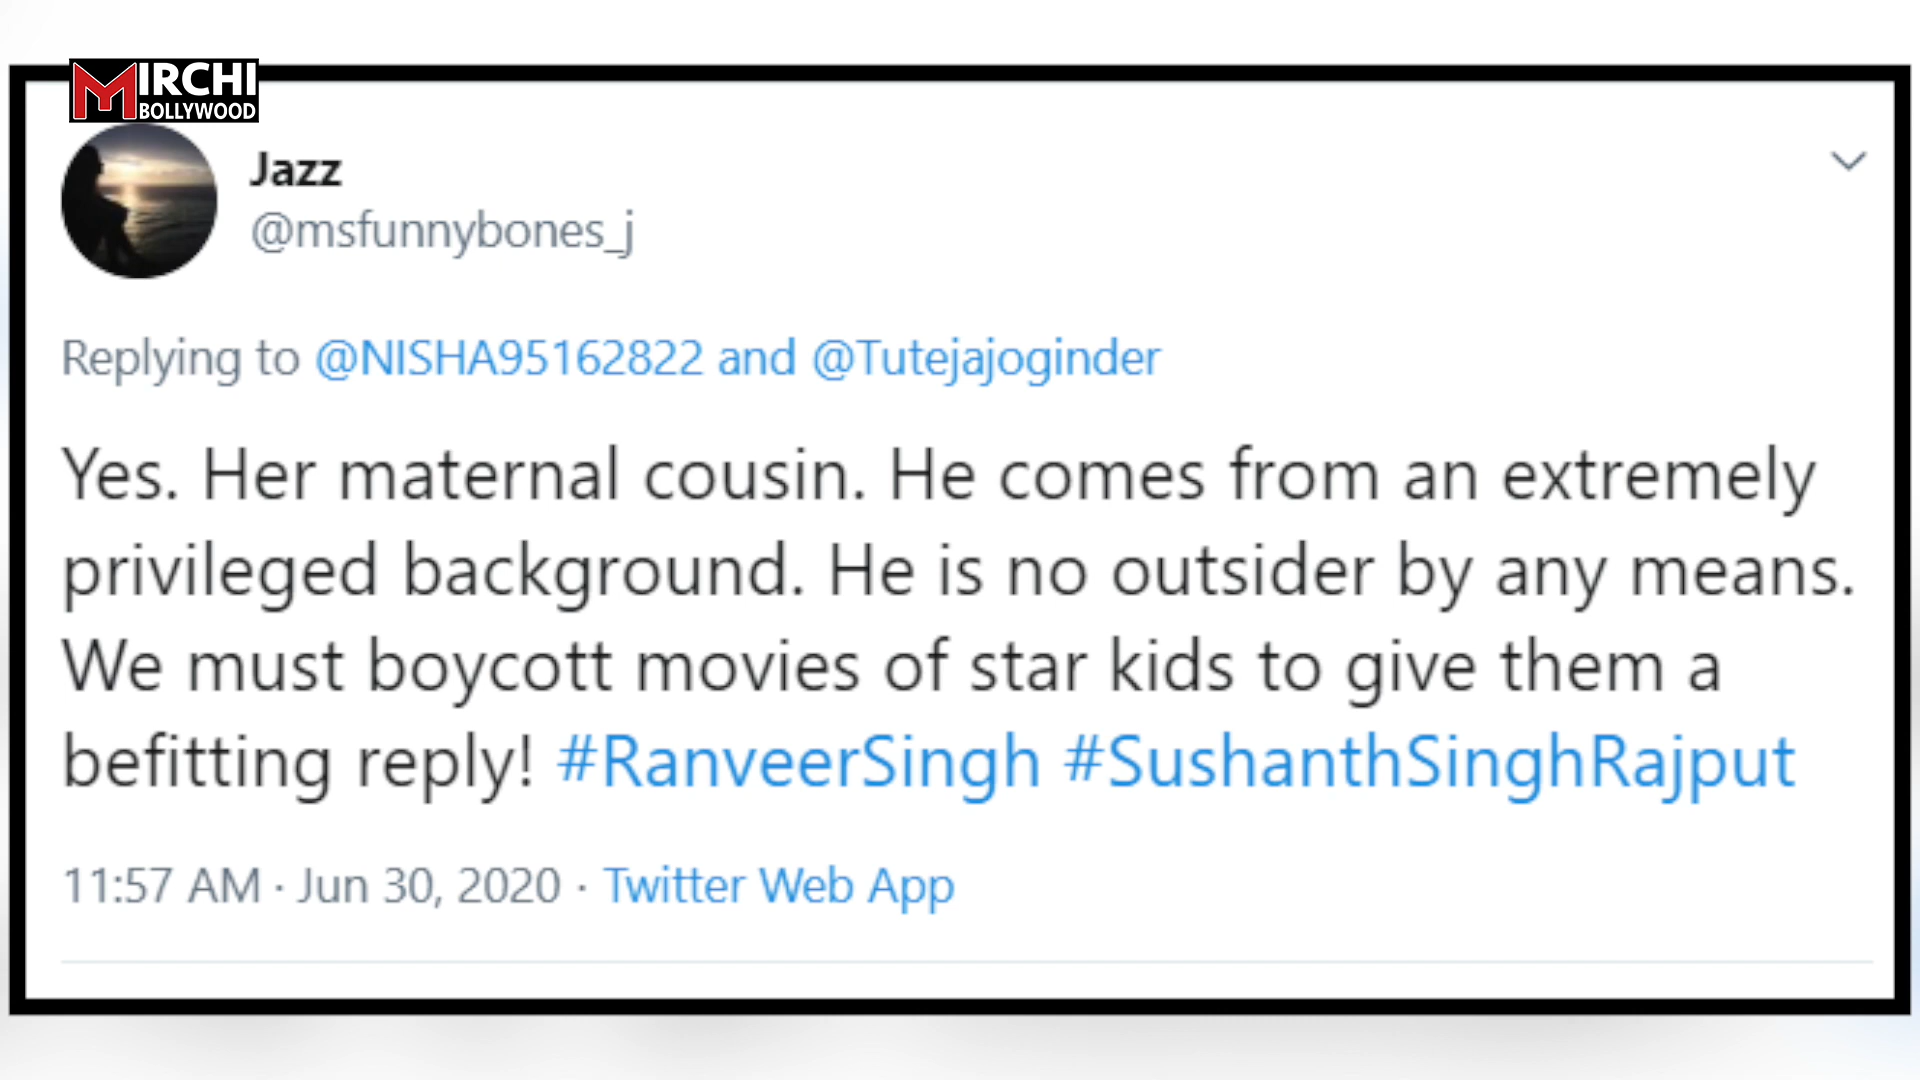 MIRCHI
BOLLYWOOD
Jazz
@msfunnybones_j
Replying to @NISHA95162822 and @Tutejajoginder
Yes. Her maternal cousin. He comes from an extremely
privileged background. He is no outsider by any means.
We must boycott movies of star kids to give them a
befitting reply! #RanveerSingh #SushanthSinghRajput
11:57 AM · Jun 30, 2020 · Twitter Web App